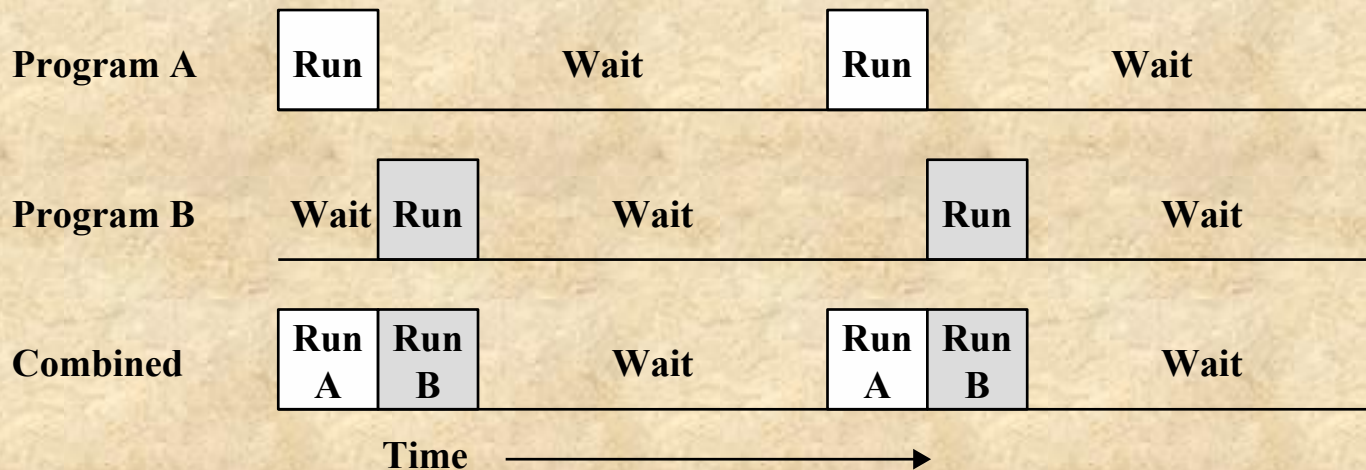 Program A Run Wait Run Wait
Program B Wait Run Wait Run Wait
Combined Run A Run B Wait Run A Run B Wait
Time